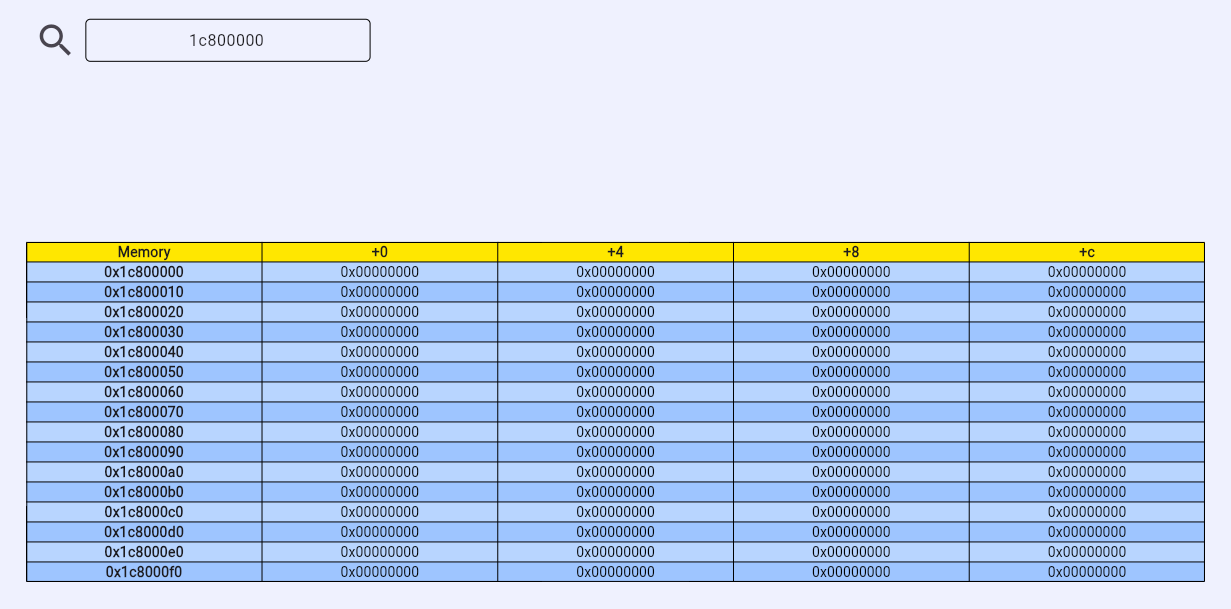 1c800000
Memory +0 +4 +8 +c
0x1c800000 0x00000000 0x00000000 0x00000000 0x00000000
0x1c800010 0x00000000 0x00000000 0x00000000 0x00000000
0x1c800020 0x00000000 0x00000000 0x00000000 0x00000000
0x1c800030 0x00000000 0x00000000 0x00000000 0x00000000
0x1c800040 0x00000000 0x00000000 0x00000000 0x00000000
0x1c800050 0x00000000 0x00000000 0x00000000 0x00000000
0x1c800060 0x00000000 0x00000000 0x00000000 0x00000000
0x1c800070 0x00000000 0x00000000 0x00000000 0x00000000
0x1c800080 0x00000000 0x00000000 0x00000000 0x00000000
0x1c800090 0x00000000 0x00000000 0x00000000 0x00000000
0x1c8000a0 0x00000000 0x00000000 0x00000000 0x00000000
0x1c8000b0 0x00000000 0x00000000 0x00000000 0x00000000
0x1c8000c0 0x00000000 0x00000000 0x00000000 0x00000000
0x1c8000d0 0x00000000 0x00000000 0x00000000 0x00000000
0x1c8000e0 0x00000000 0x00000000 0x00000000 0x00000000
0x1c8000f0 0x00000000 0x00000000 0x00000000 0x00000000